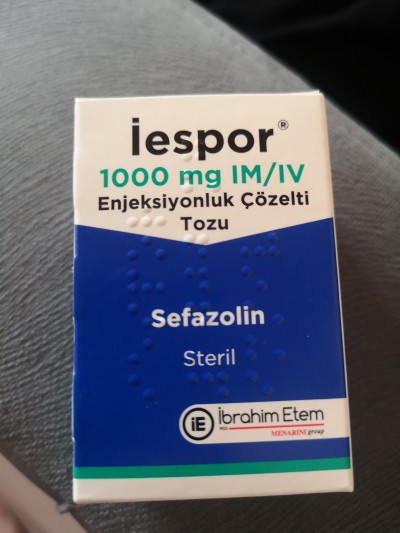 İespor®
1000 mg IM/IV
Enjeksiyonluk Çözelti
Tozu
Sefazolin
Steril
İE
İbrahim Etem
MENARINI group